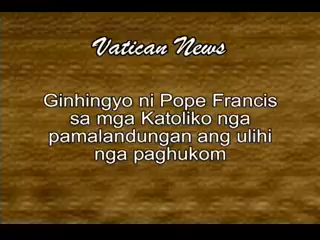 Vatican News
Ginhingyo ni Pope Francis
sa mga Katoliko nga
pamalandungan ang ulihi
nga paghukom